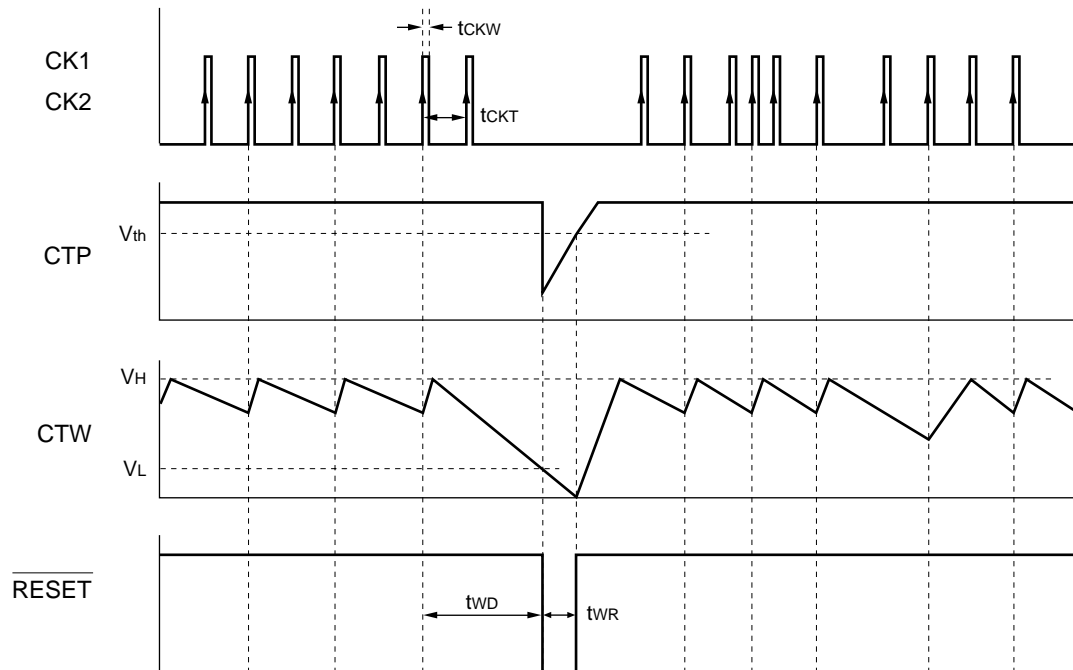 tCKW
CK1
CK2
tCKT
Vth
CTP
VH
CTW
VL
RESET
tWD
tWR